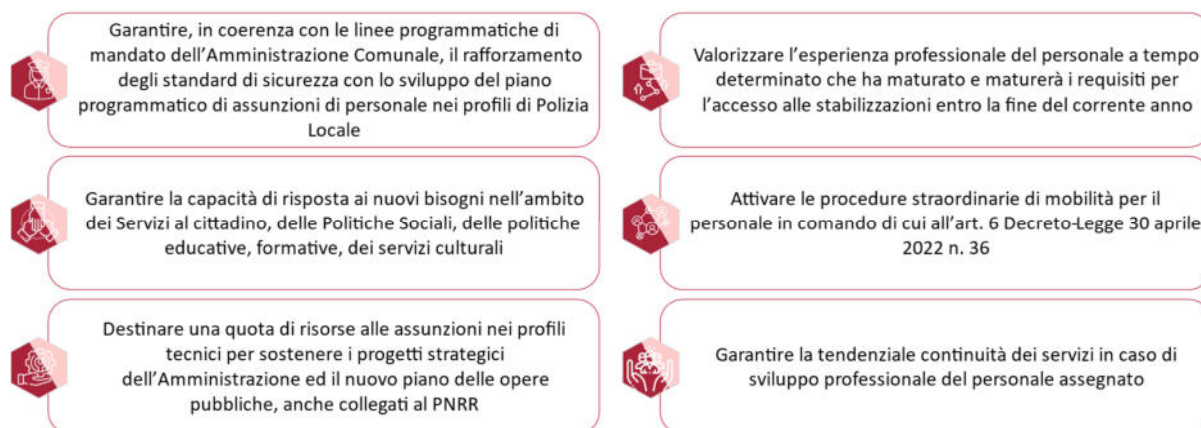 Garantire, in coerenza con le linee programmatiche di
mandato dell'Amministrazione Comunale, il rafforzamento
degli standard di sicurezza con lo sviluppo del piano
programmatico di assunzioni di personale nei profili di Polizia
Locale
Garantire la capacità di risposta ai nuovi bisogni nell'ambito
dei Servizi al cittadino, delle Politiche Sociali, delle politiche
educative, formative, dei servizi culturali
Destinare una quota di risorse alle assunzioni nei profili
tecnici per sostenere i progetti strategici
dell'Amministrazione ed il nuovo piano delle opere
pubbliche, anche collegati al PNRR
Valorizzare l'esperienza professionale del personale a tempo
determinato che ha maturato e maturerà i requisiti per
l'accesso alle stabilizzazioni entro la fine del corrente anno
Attivare le procedure straordinarie di mobilità per il
personale in comando di cui all'art. 6 Decreto-Legge 30 aprile
2022 n. 36
Garantire la tendenziale continuità dei servizi in caso di
sviluppo professionale del personale assegnato